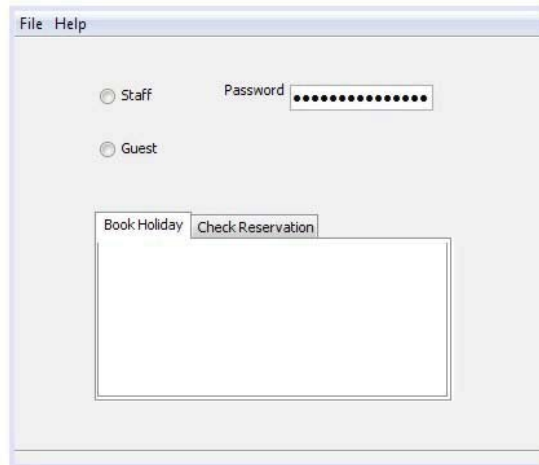 File Help
Staff Password •••••••••••••••
Guest
Book Holiday Check Reservation